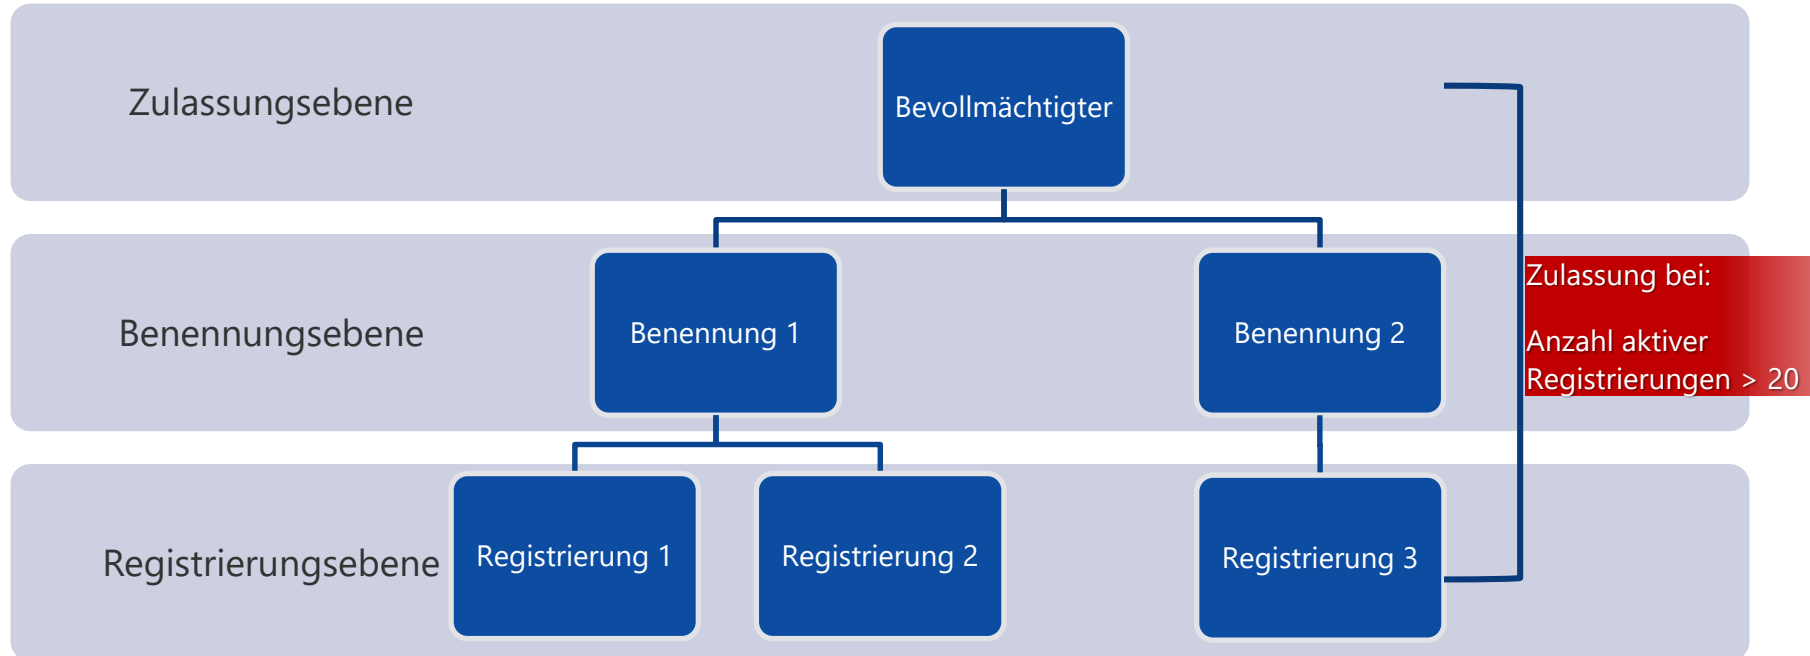 Zulassungsebene
Bevollmächtigter
Benennungsebene
Benennung 1
Benennung 2
Zulassung bei:
Anzahl aktiver
Registrierungen > 20
Registrierungsebene
Registrierung 1
Registrierung 2
Registrierung 3